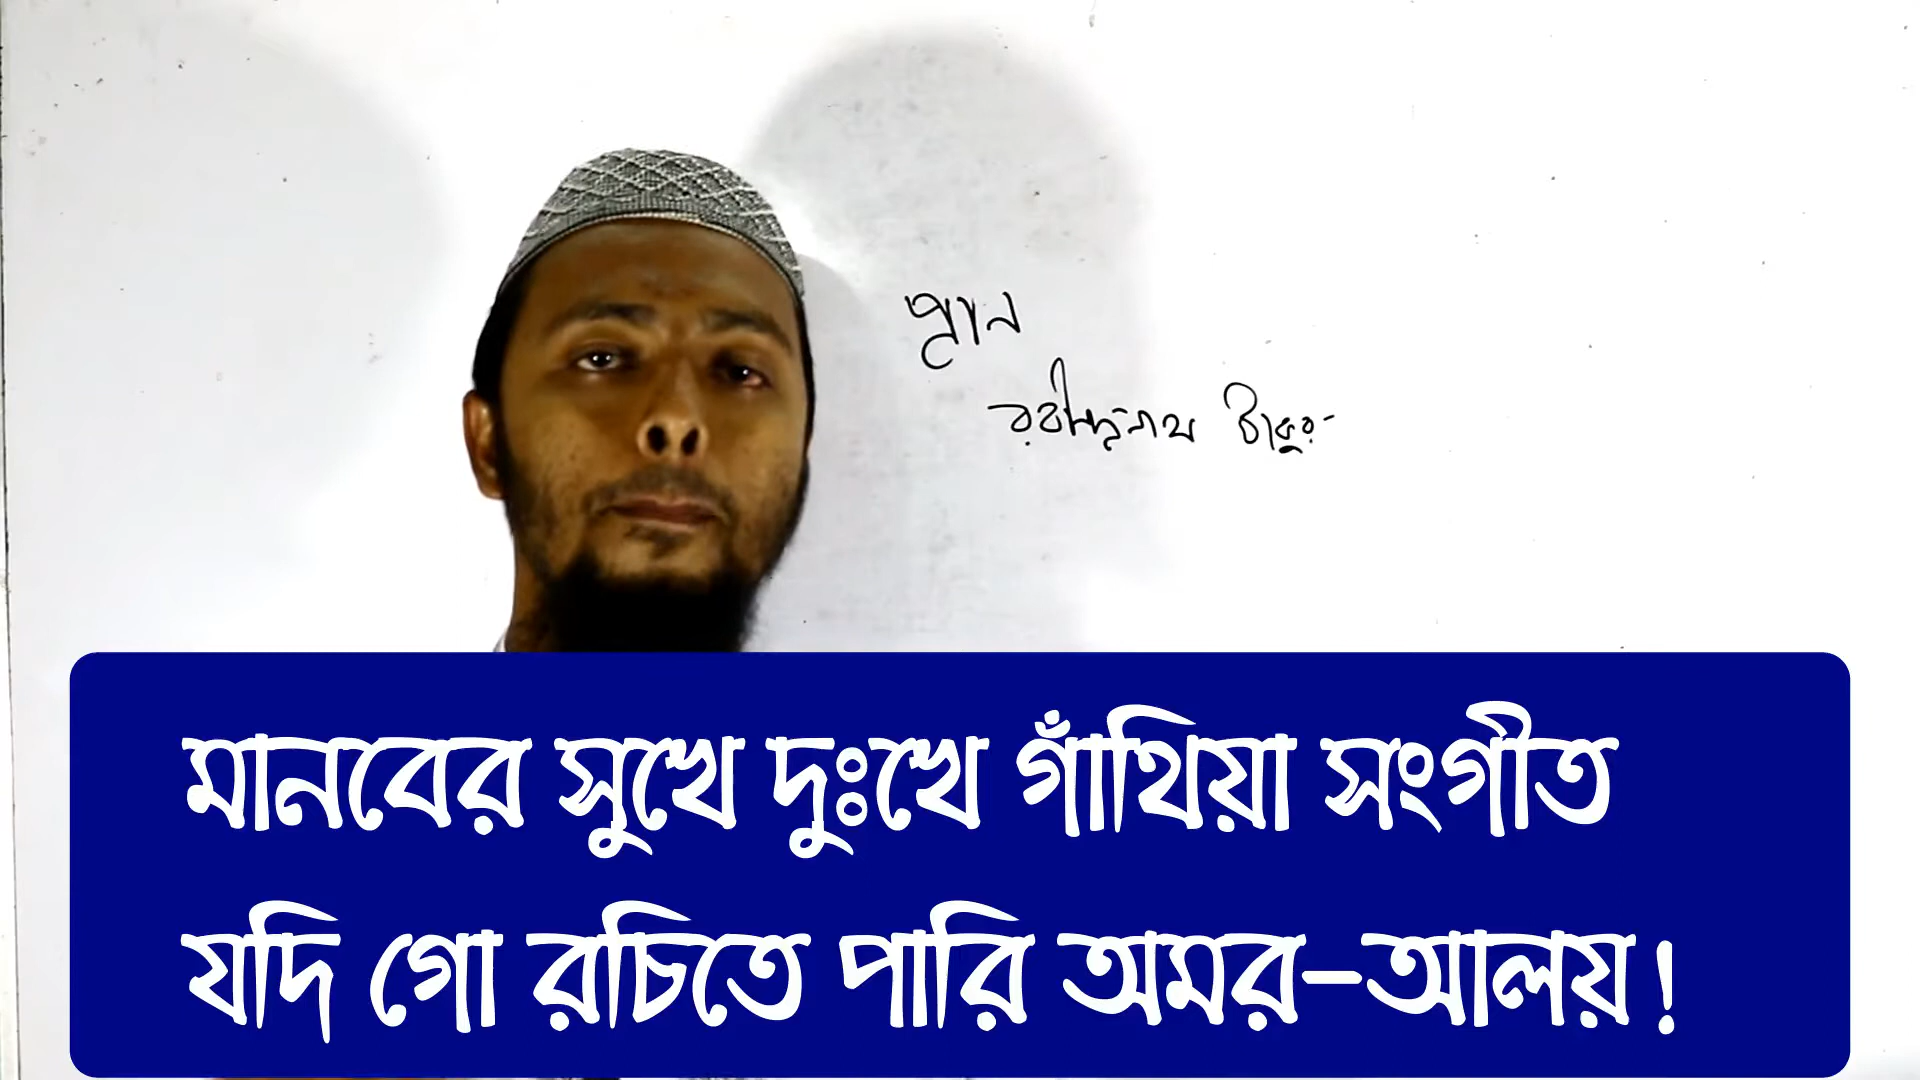 প্রাণ
রবীন্দ্রনাথ ঠাকুর
মানবের সুখে দুঃখে গাঁথিয়া সংগীত
যদি গো রচিতে পারি অমর-আলয়!